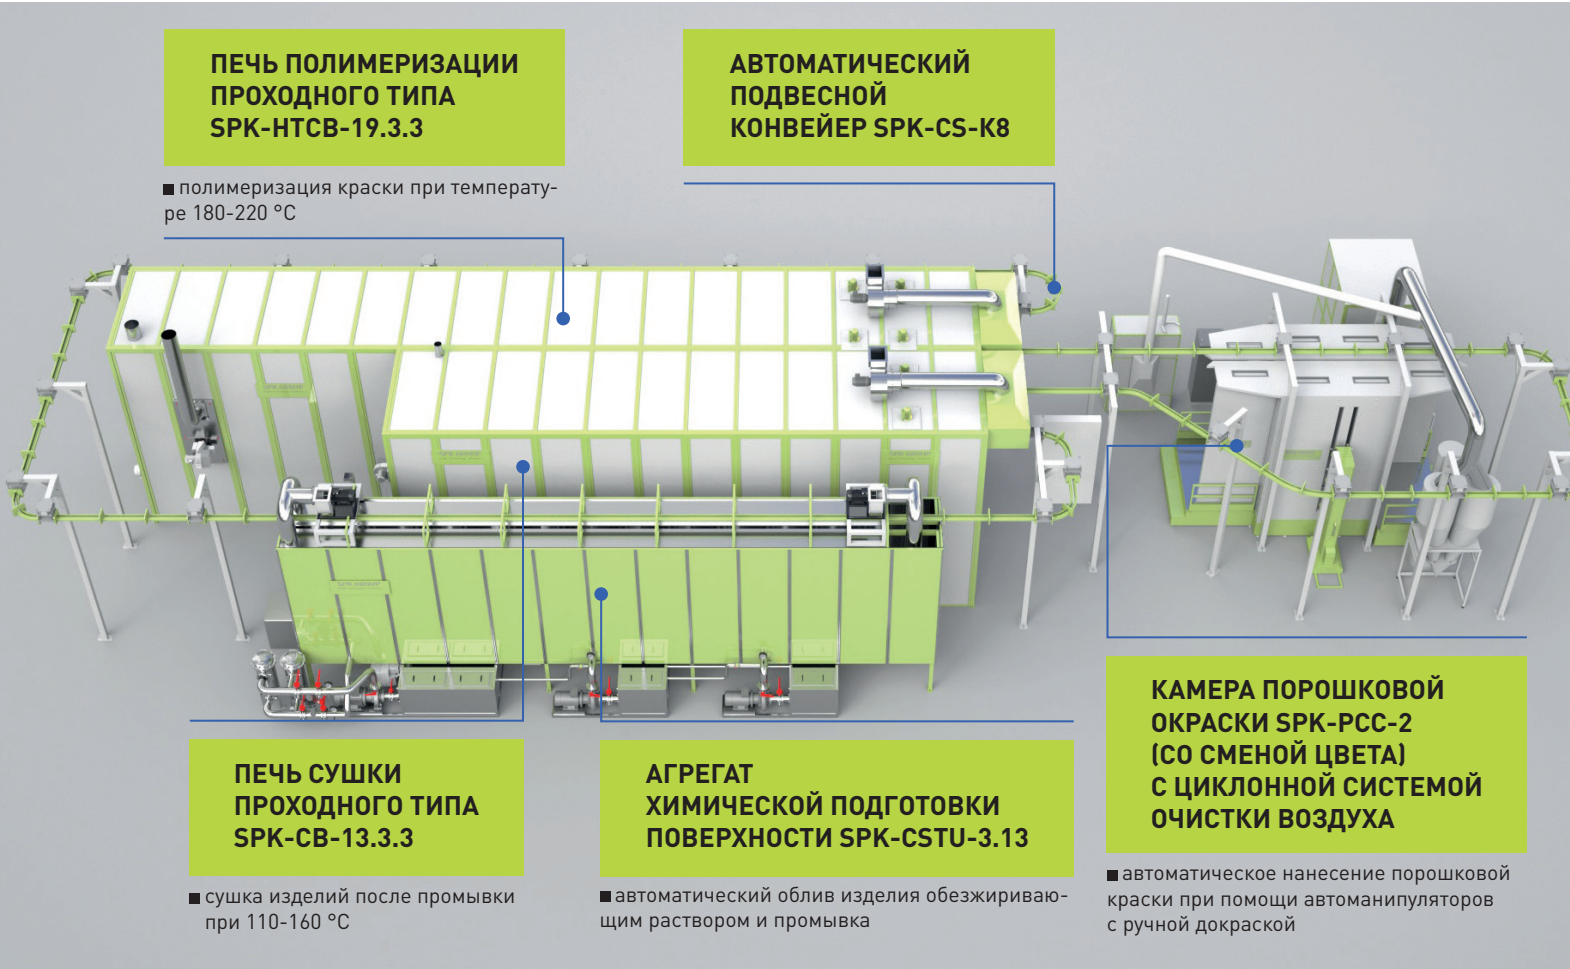 ПЕЧЬ ПОЛИМЕРИЗАЦИИ
ПРОХОДНОГО ТИПА
SPK-HTCB-19.3.3
■ полимеризация краски при температу-
ре 180-220 °C
АВТОМАТИЧЕСКИЙ
ПОДВЕСНОЙ
КОНВЕЙЕР SPK-CS-K8
ПЕЧЬ СУШКИ
ПРОХОДНОГО ТИПА
SPK-CB-13.3.3
■ сушка изделий после промывки
при 110-160 °C
АГРЕГАТ
ХИМИЧЕСКОЙ ПОДГОТОВКИ
ПОВЕРХНОСТИ SPK-CSTU-3.13
■ автоматический облив изделия обезжириваю-
щим раствором и промывка
КАМЕРА ПОРОШКОВОЙ
ОКРАСКИ SPK-PCC-2
(СО СМЕНОЙ ЦВЕТА)
С ЦИКЛОННОЙ СИСТЕМОЙ
ОЧИСТКИ ВОЗДУХА
■ автоматическое нанесение порошковой
краски при помощи автоманипуляторов
с ручной докраской